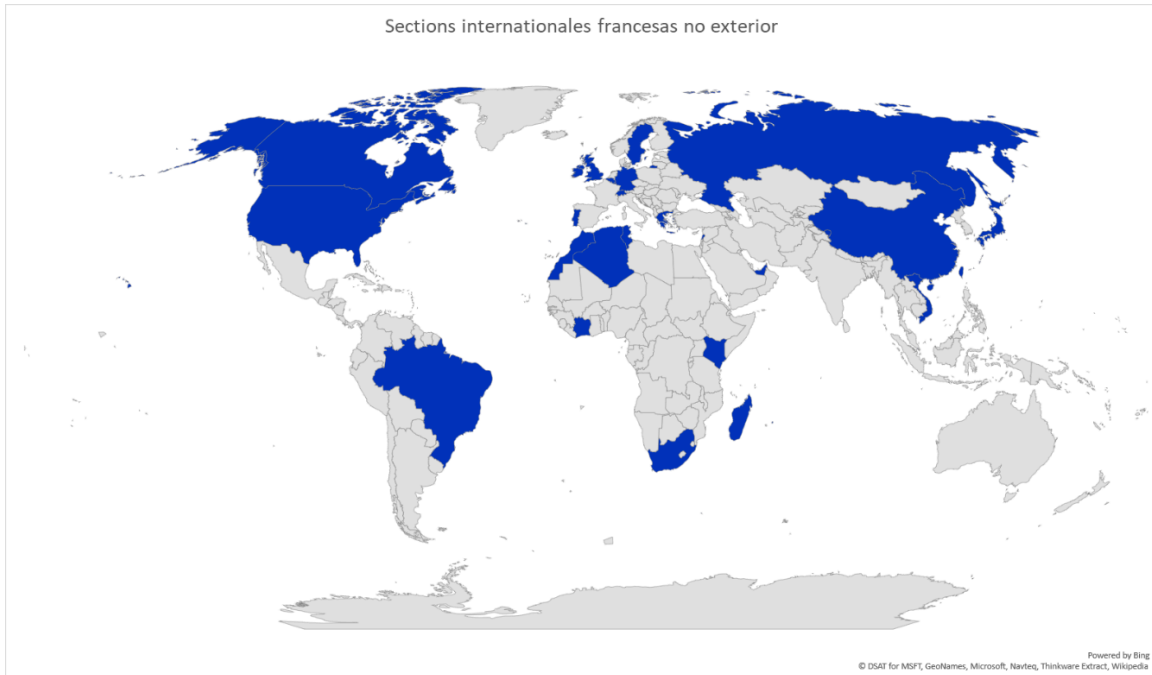 Sections internationales francesas no exterior
Powered by Bing
© DSAT for MSFT, GeoNames, Microsoft, Navteq, Thinkware Extract, Wikipedia